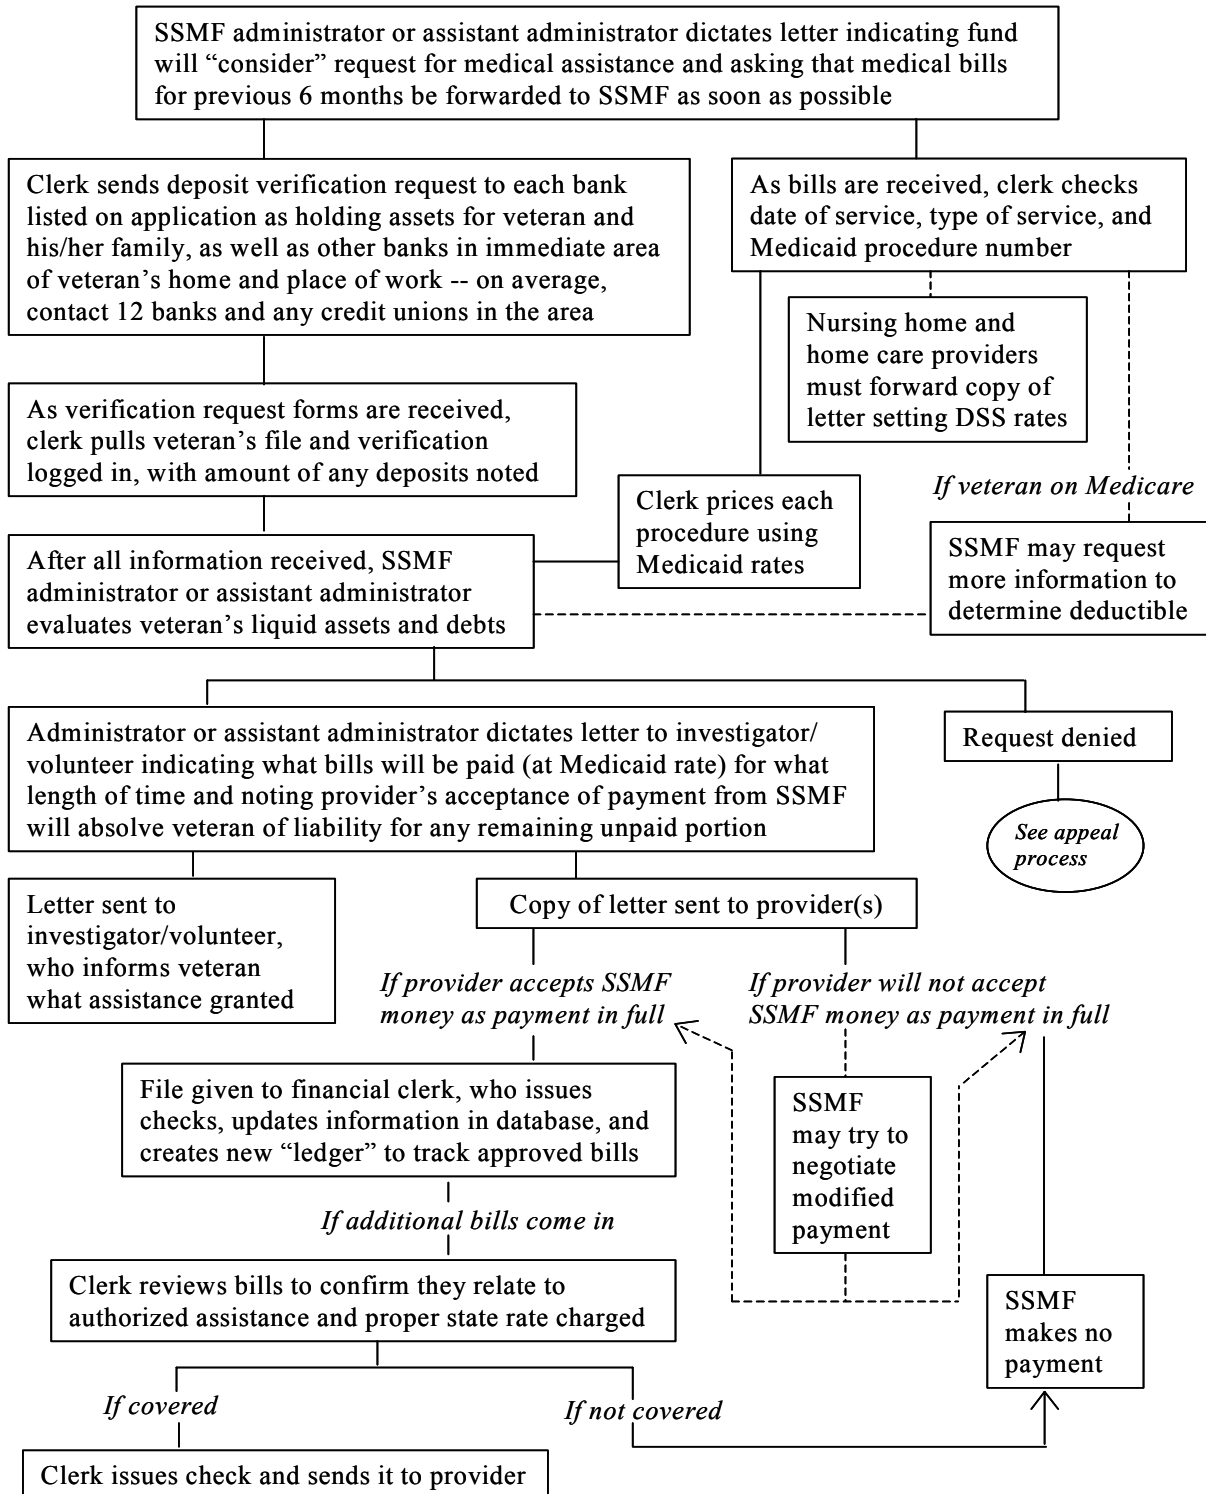 SSMF administrator or assistant administrator dictates letter indicating fund
will “consider” request for medical assistance and asking that medical bills
for previous 6 months be forwarded to SSMF as soon as possible
Clerk sends deposit verification request to each bank
listed on application as holding assets for veteran and
his/her family, as well as other banks in immediate area
of veteran’s home and place of work -- on average,
contact 12 banks and any credit unions in the area
As bills are received, clerk checks
date of service, type of service, and
Medicaid procedure number
Nursing home and
home care providers
must forward copy of
letter setting DSS rates
As verification request forms are received,
clerk pulls veteran’s file and verification
logged in, with amount of any deposits noted
Clerk prices each
procedure using
Medicaid rates
If veteran on Medicare
SSMF may request
more information to
determine deductible
After all information received, SSMF
administrator or assistant administrator
evaluates veteran’s liquid assets and debts
Administrator or assistant administrator dictates letter to investigator/
volunteer indicating what bills will be paid (at Medicaid rate) for what
length of time and noting provider’s acceptance of payment from SSMF
will absolve veteran of liability for any remaining unpaid portion
Request denied
See appeal
process
Letter sent to
investigator/volunteer,
who informs veteran
what assistance granted
Copy of letter sent to provider(s)
If provider accepts SSMF
money as payment in full
If provider will not accept
SSMF money as payment in full
File given to financial clerk, who issues
checks, updates information in database, and
creates new “ledger” to track approved bills
SSMF
may try to
negotiate
modified
payment
If additional bills come in
Clerk reviews bills to confirm they relate to
authorized assistance and proper state rate charged
SSMF
makes no
payment
If covered
If not covered
Clerk issues check and sends it to provider